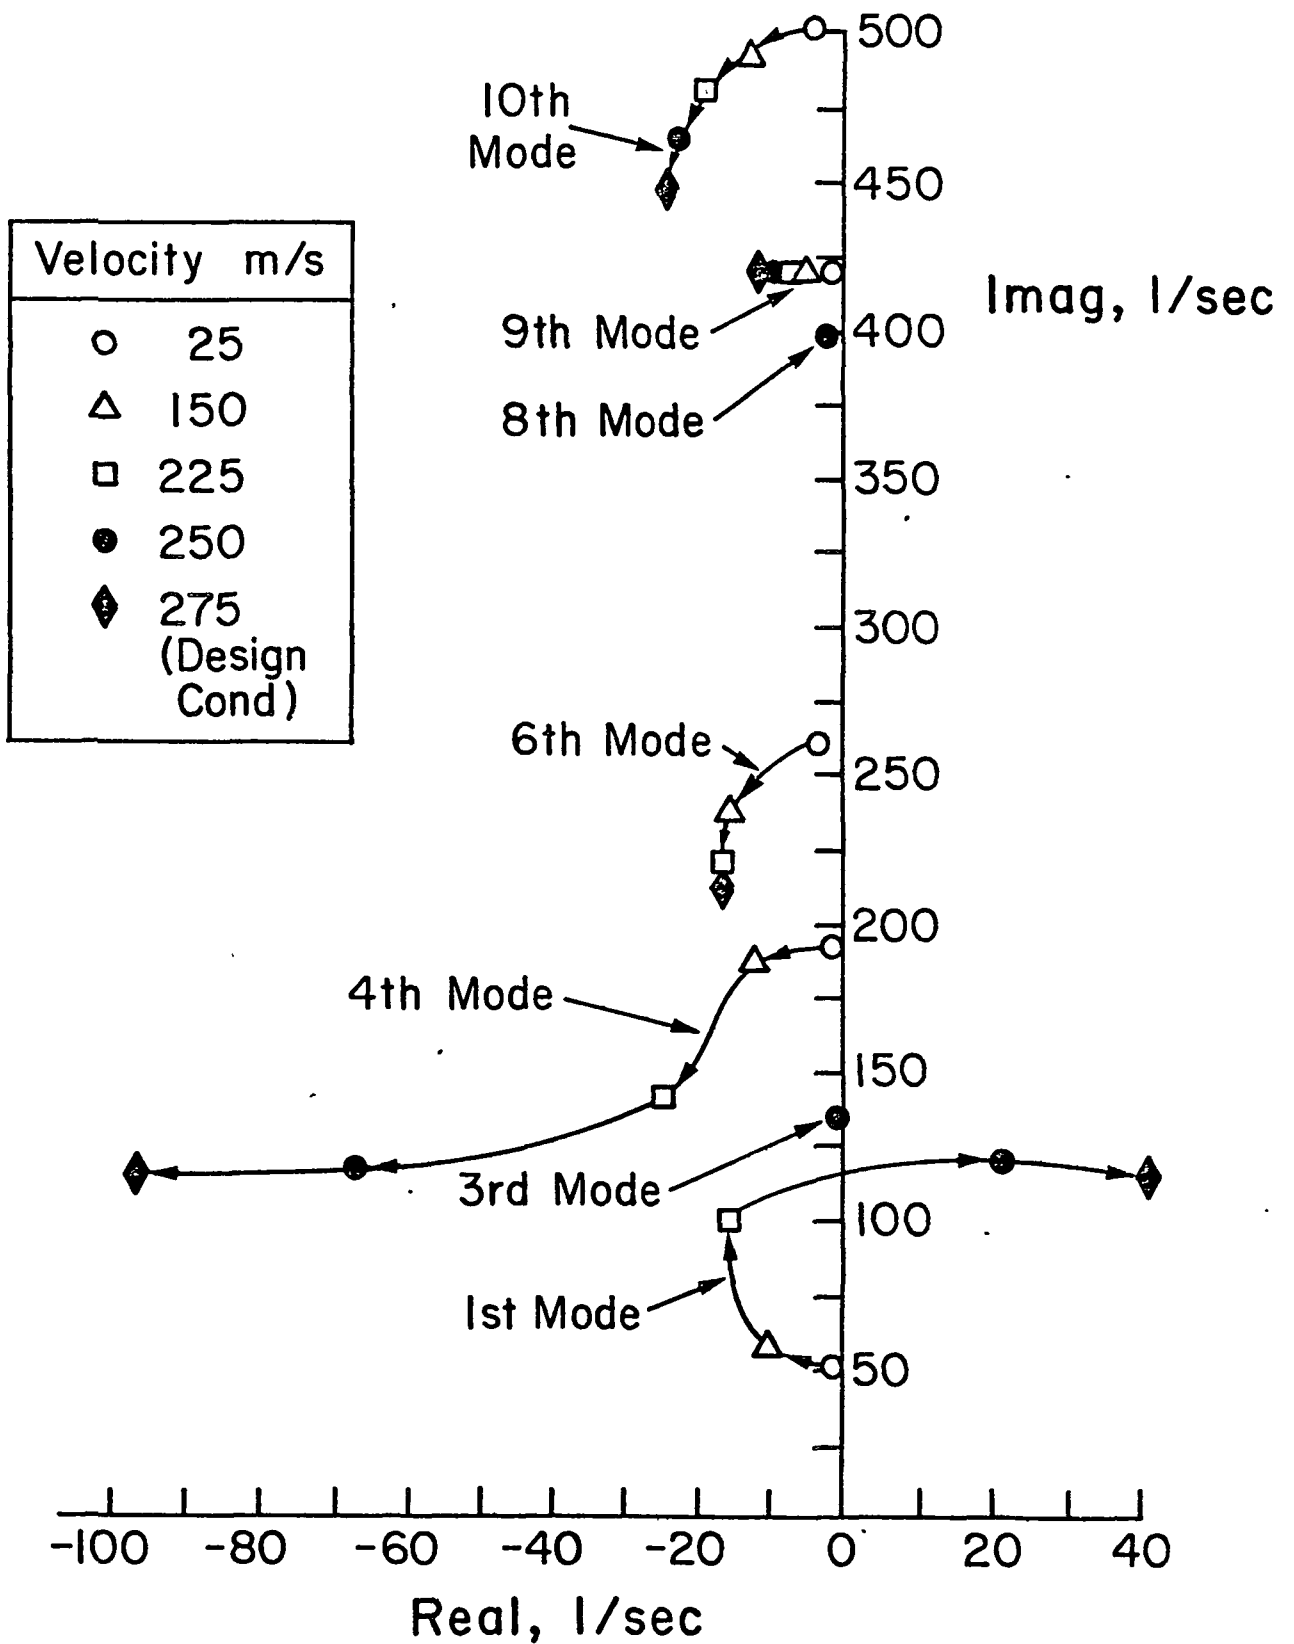 500
10th
Mode
450
Velocity m/s
25
150
225
250
275
(Design
Cond)
Imag, 1/sec
9th Mode
400
8th Mode
350
300
6th Mode
250
200
4th Mode
150
3rd Mode
100
1st Mode
50
-100 -80 -60 -40 -20 0 20 40
Real, 1/sec